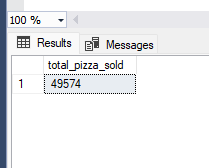 100 %
Results Messages
total_pizza_sold
1 49574